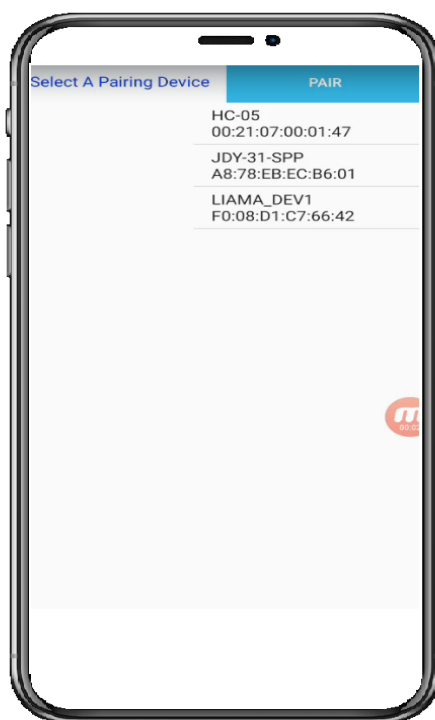 Select A Pairing Device
PAIR
HC-05
00:21:07:00:01:47
JDY-31-SPP
A8:78:EB:EC:B6:01
LIAMA_DEV1
F0:08:D1:C7:66:42